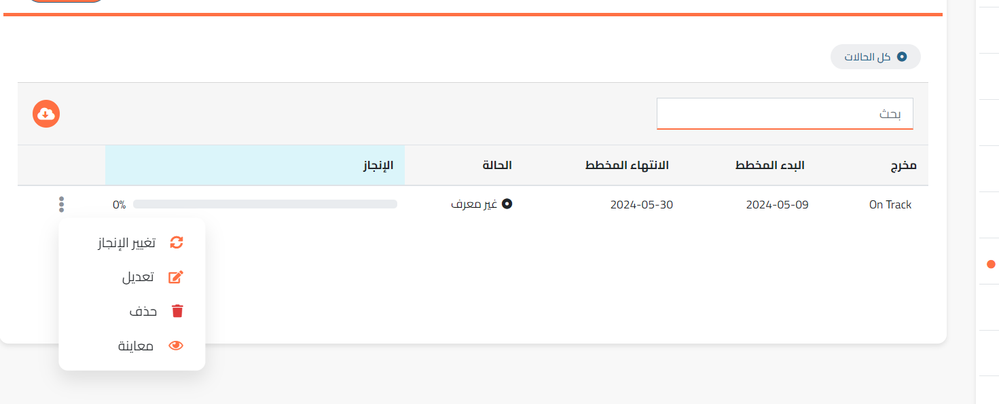 كل الحالات
بحث
مخرج البدء المخطط الانتهاء المخطط الحالة الإنجاز
On Track 2024-05-09 2024-05-30 غير معرف 0%
تغيير الإنجاز
تعديل
حذف
معاينة